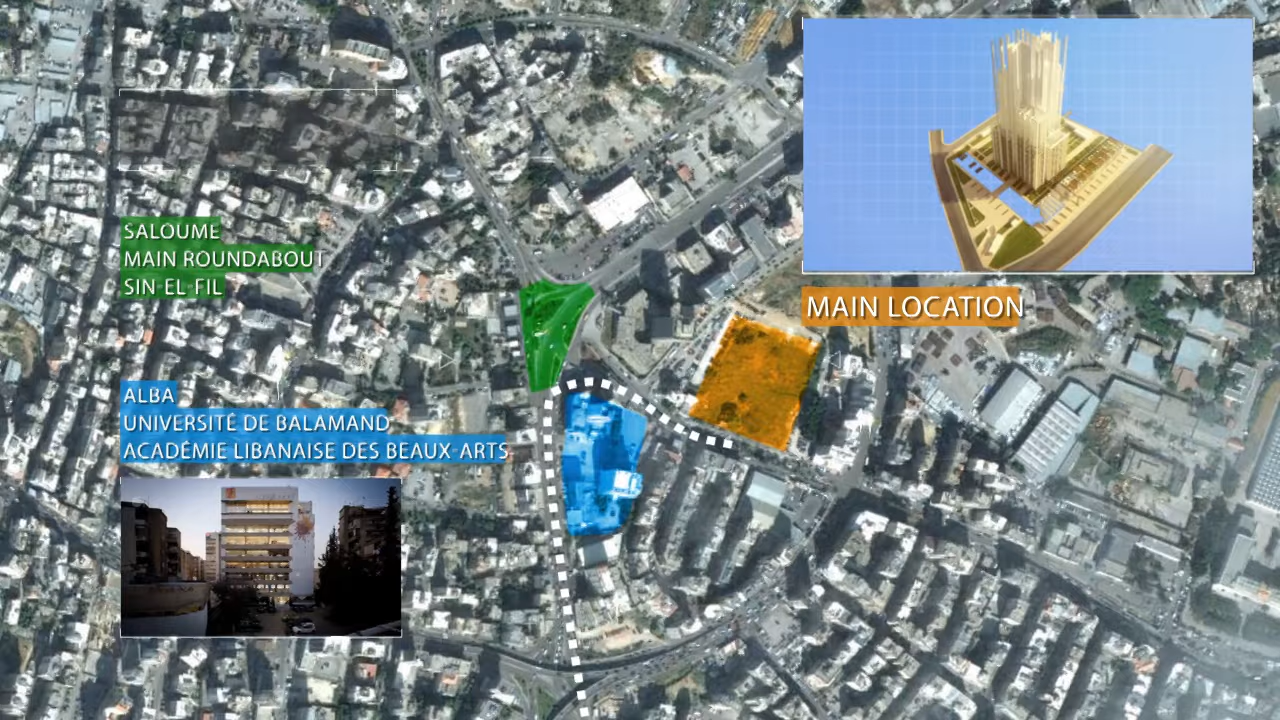 SALOUME
MAIN ROUNDABOUT
SIN-EL-FIL
MAIN LOCATION
ALBA
UNIVERSITÉ DE BALAMAND
ACADÉMIE LIBANAISE DES BEAUX-ARTS